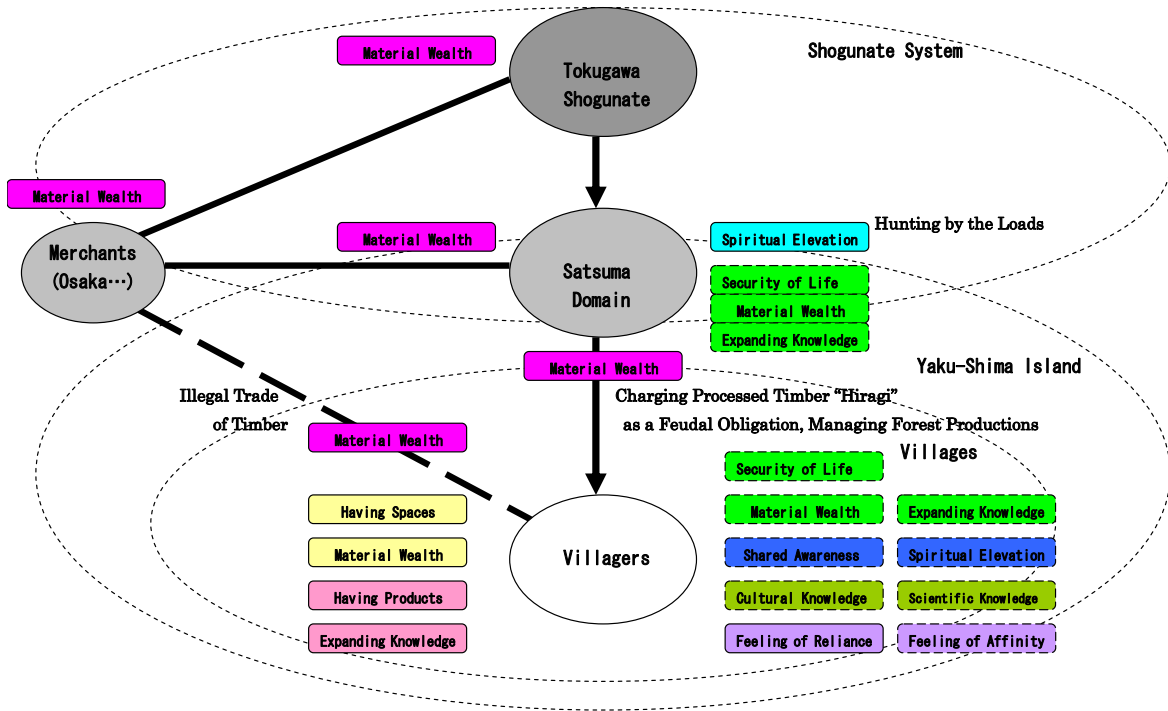 Material Wealth
Shogunate System
Tokugawa
Shogunate
Material Wealth
Merchants
(Osaka…)
Material Wealth
Satsuma
Domain
Spiritual Elevation
Hunting by the Loads
Security of Life
Material Wealth
Expanding Knowledge
Material Wealth
Yaku-Shima Island
Illegal Trade
of Timber
Charging Processed Timber “Hiragi”
as a Feudal Obligation, Managing Forest Productions
Material Wealth
Villages
Security of Life
Having Spaces
Material Wealth
Expanding Knowledge
Material Wealth
Villagers
Shared Awareness
Spiritual Elevation
Having Products
Cultural Knowledge
Scientific Knowledge
Expanding Knowledge
Feeling of Reliance
Feeling of Affinity